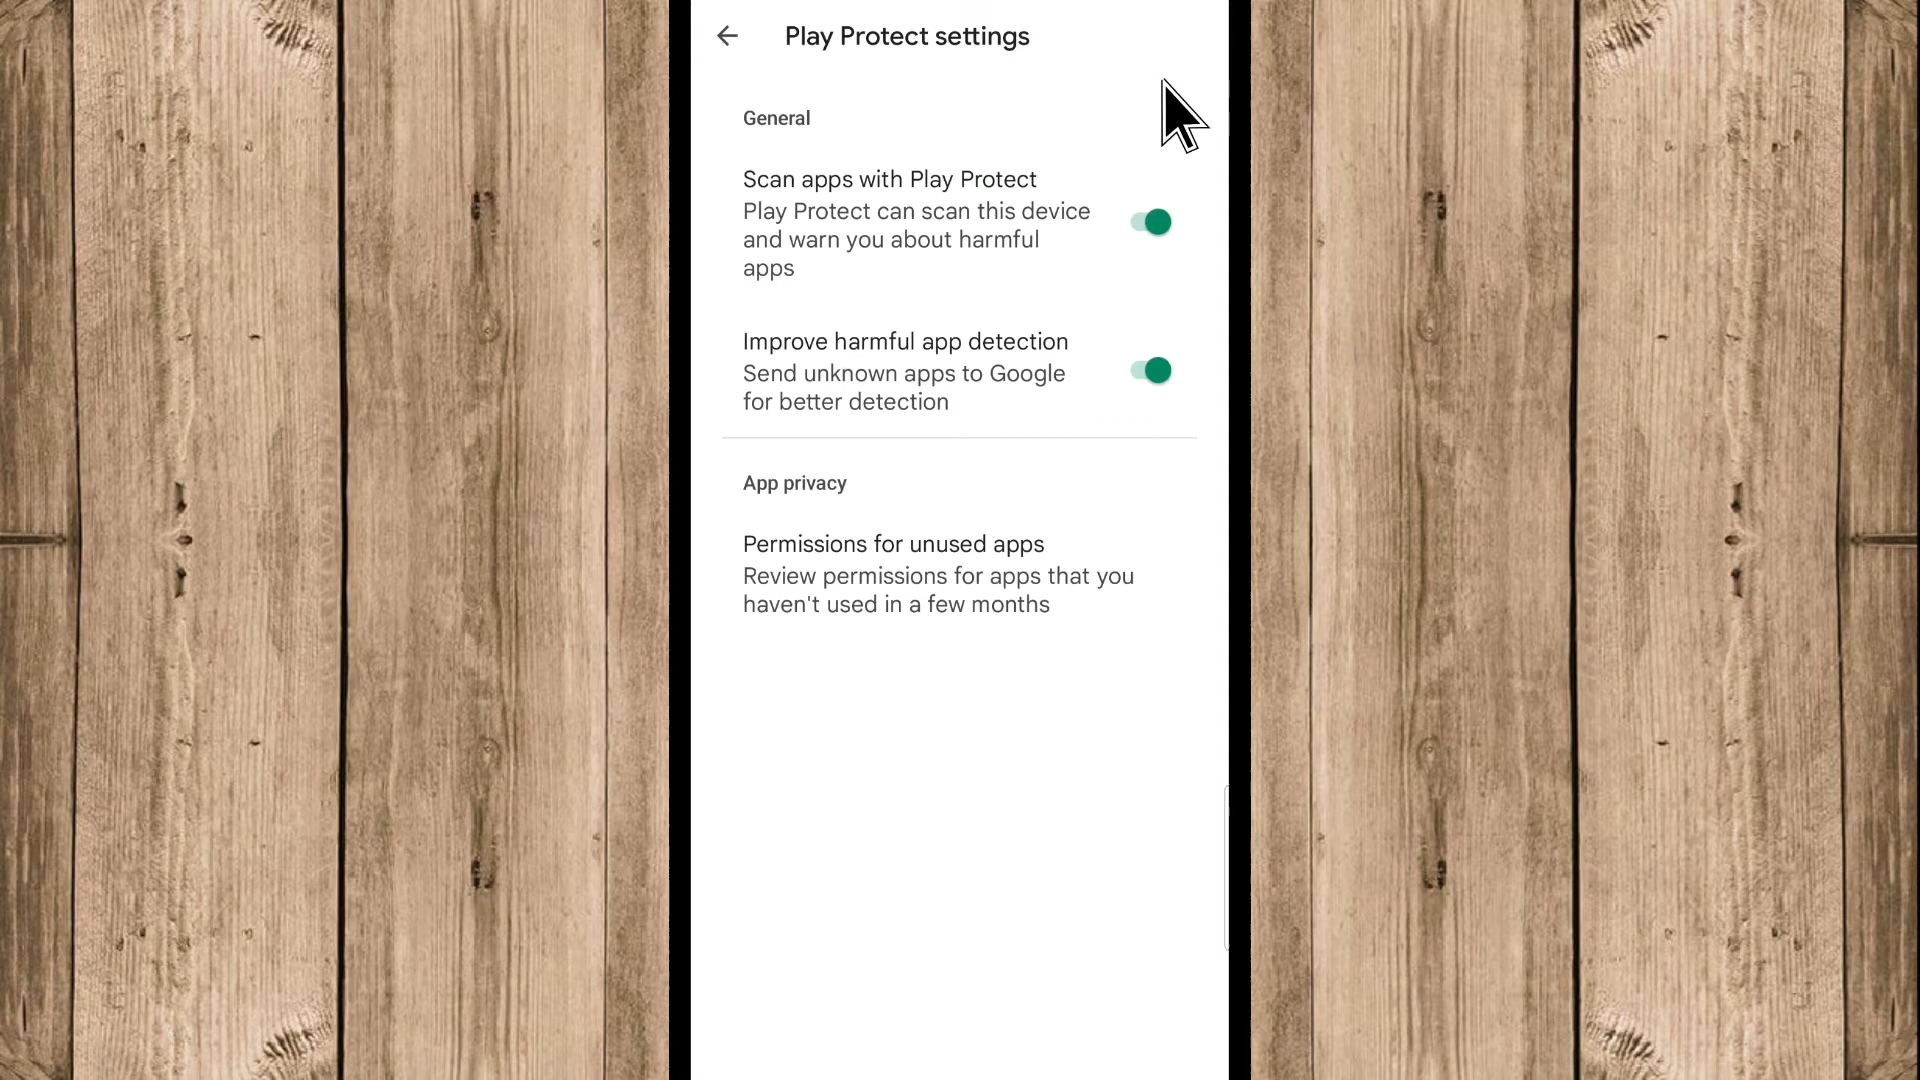 Play Protect settings
General
Scan apps with Play Protect
Play Protect can scan this device
and warn you about harmful
apps
Improve harmful app detection
Send unknown apps to Google
for better detection
App privacy
Permissions for unused apps
Review permissions for apps that you
haven't used in a few months